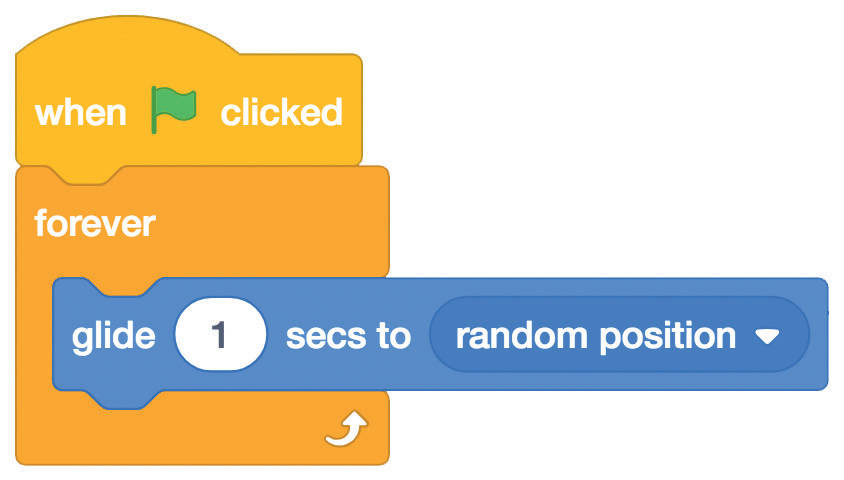 when clicked
forever
glide 1 secs to random position